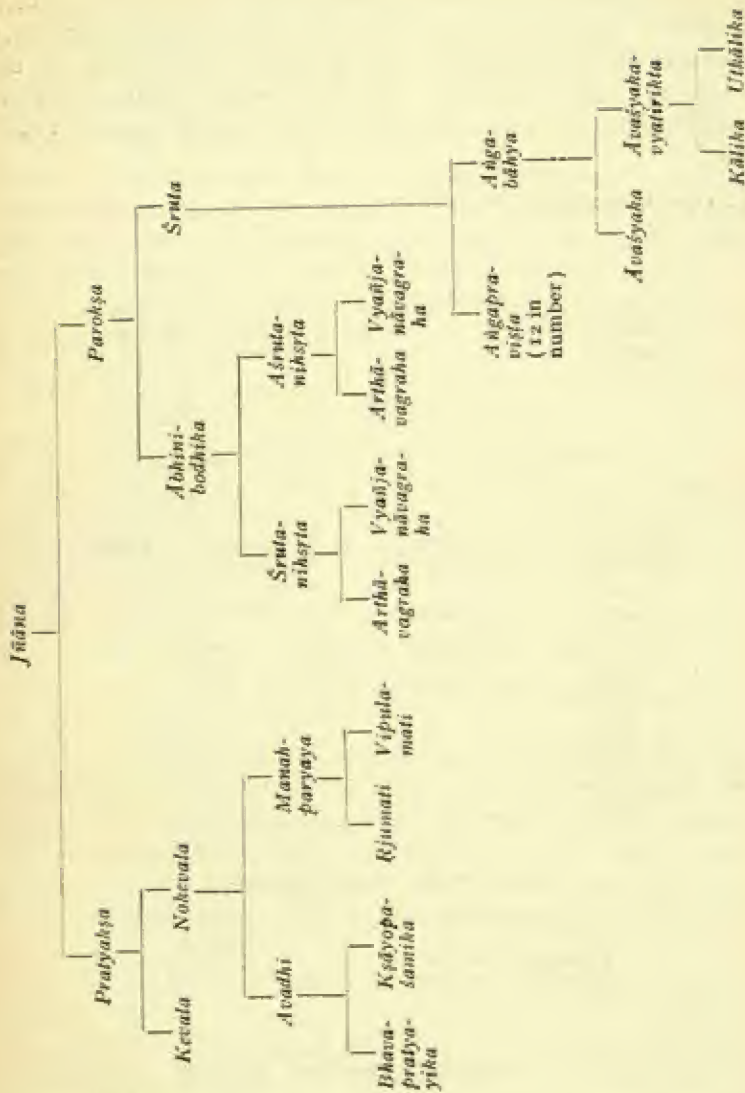 Jñāna
Pratyakṣa
Parokṣa
Kevala
Nokevala
Ābhini-
bodhika
Śruta
Avadhi
Manaḥ-
paryaya
Śruta-
niḥsṛta
Aśruta-
niḥsṛta
Bhava-
pratya-
yika
Kṣāyopa-
śamika
Ṛjumati
Vipula-
mati
Arthā-
vagraha
Vyañja-
nāvagra-
ha
Arthā-
vagraha
Vyañja-
nāvagra-
ha
Aṅgapra-
viṣṭa
(12 in
number)
Aṅga-
bāhya
Āvaśyaka
Āvaśyaka-
vyatirikta
Kālika
Utkālika